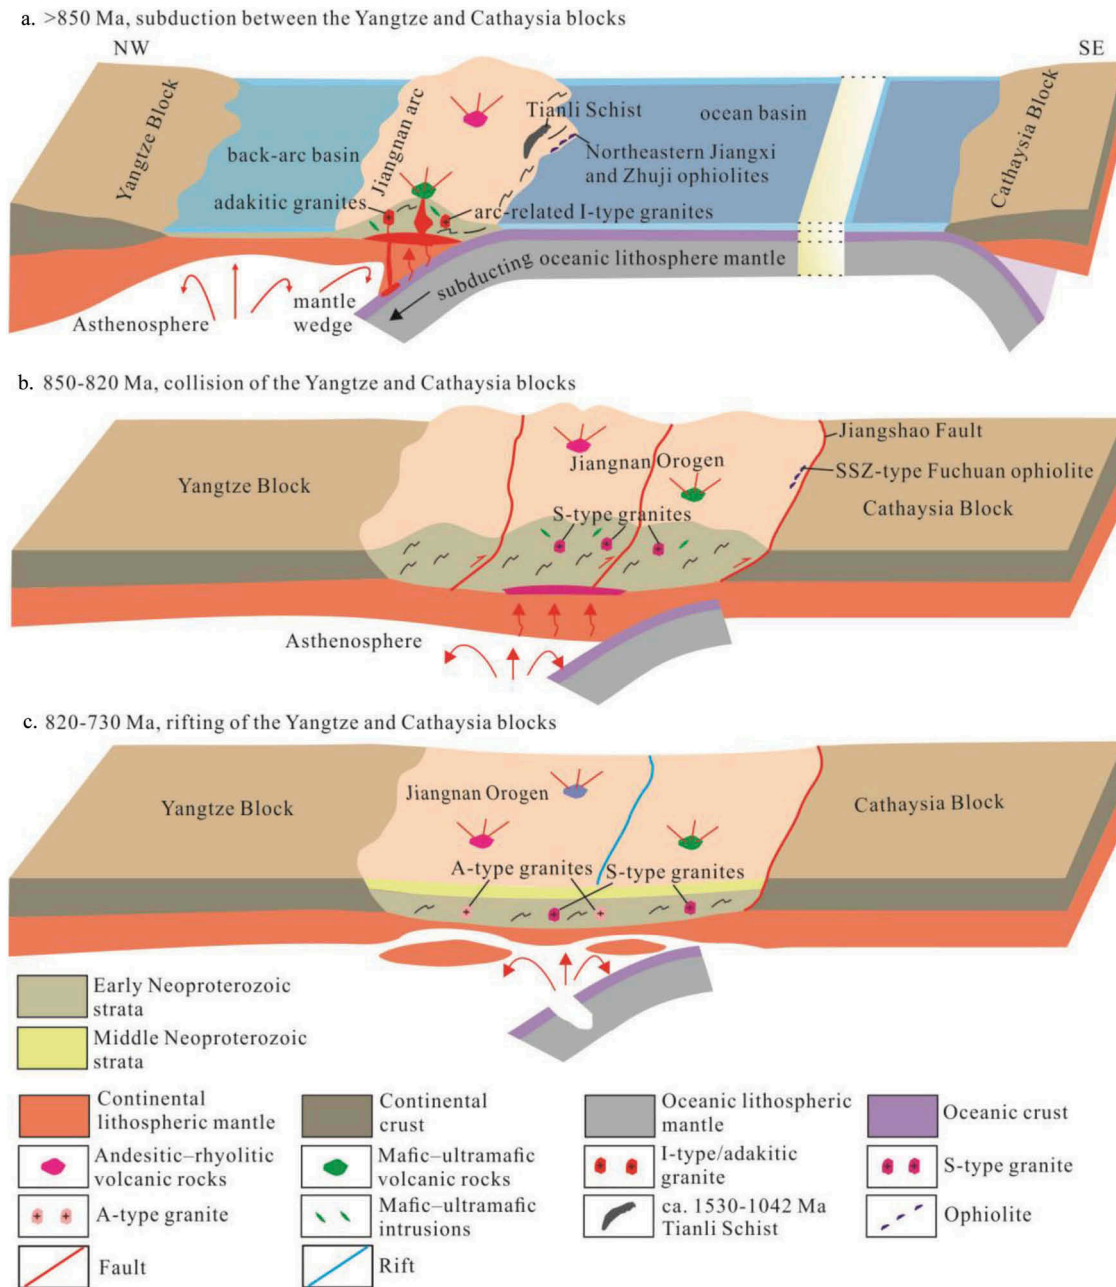 a. >850 Ma, subduction between the Yangtze and Cathaysia blocks
NW
SE
Yangtze Block
back-arc basin
Jiangnan arc
Tianli Schist
ocean basin
Cathaysia Block
Northeastern Jiangxi
and Zhuji ophiolites
adakitic granites
arc-related I-type granites
subducting oceanic lithosphere mantle
mantle
wedge
Asthenosphere
b. 850-820 Ma, collision of the Yangtze and Cathaysia blocks
Jiangshao Fault
Jiangnan Orogen
SSZ-type Fuchuan ophiolite
Yangtze Block
Cathaysia Block
S-type granites
Asthenosphere
c. 820-730 Ma, rifting of the Yangtze and Cathaysia blocks
Jiangnan Orogen
Yangtze Block
Cathaysia Block
A-type granites
S-type granites
Early Neoproterozoic
strata
Middle Neoproterozoic
strata
Continental
lithospheric mantle
Continental
crust
Oceanic lithospheric
mantle
Oceanic crust
Andesitic–rhyolitic
volcanic rocks
Mafic–ultramafic
volcanic rocks
I-type/adakitic
granite
S-type granite
A-type granite
Mafic–ultramafic
intrusions
ca. 1530-1042 Ma
Tianli Schist
Ophiolite
Fault
Rift